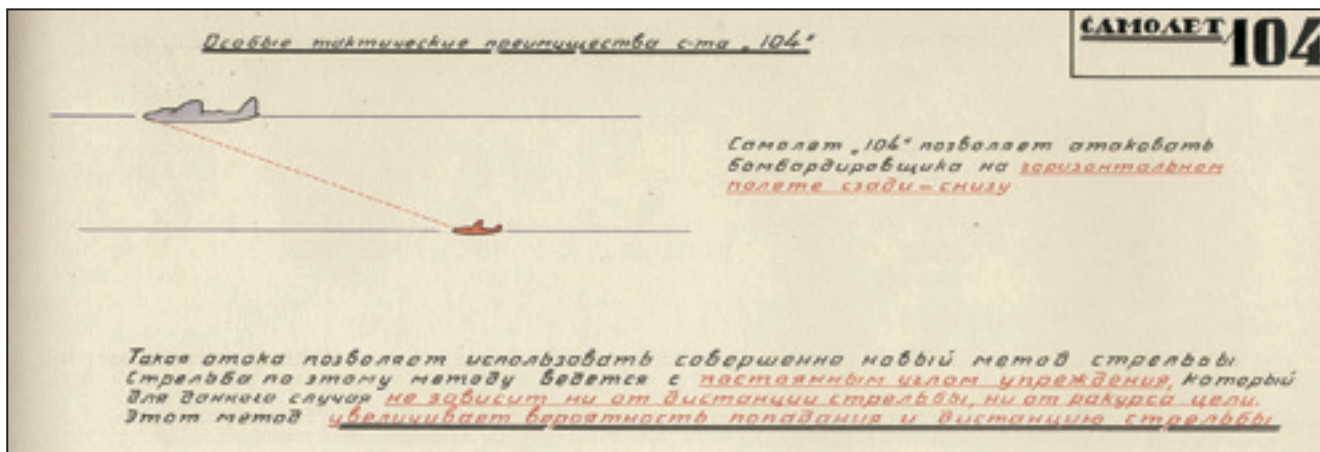 Особые тактические преимущества с-та „104"
САМОЛЕТ 104
Самолет „104" позволяет атаковать
бомбардировщика на горизонтальном
полете сзади-снизу
Такая атака позволяет использовать совершенно новый метод стрельбы.
Стрельба по этому методу ведется с постоянным углом упреждения, который
для данного случая не зависит ни от дистанции стрельбы, ни от ракурса цели.
Этот метод увеличивает вероятность попадания и дистанцию стрельбы